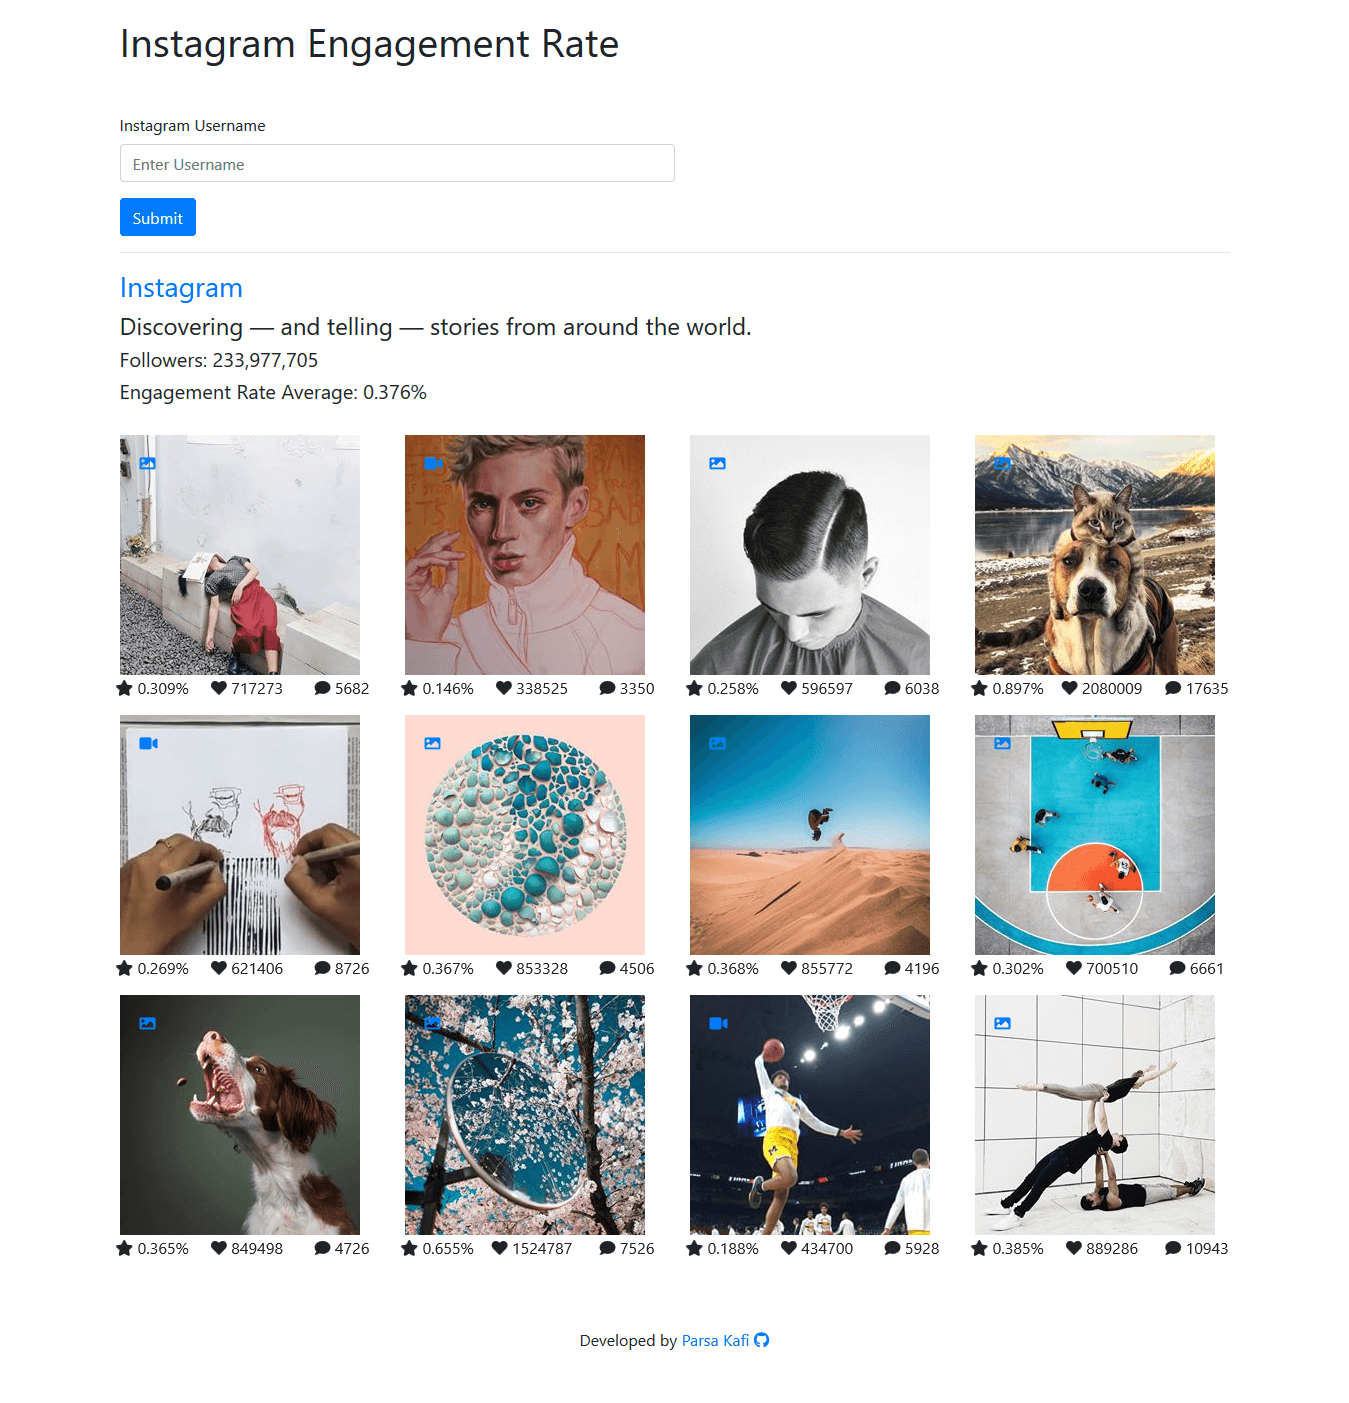 Instagram Engagement Rate
Instagram Username
Enter Username
Submit
Instagram
Discovering — and telling — stories from around the world.
Followers: 233,977,705
Engagement Rate Average: 0.376%
0.309% 717273 5682
0.146% 338525 3350
0.258% 596597 6038
0.897% 2080009 17635
0.269% 621406 8726
0.367% 853328 4506
0.368% 855772 4196
0.302% 700510 6661
0.365% 849498 4726
0.655% 1524787 7526
0.188% 434700 5928
0.385% 889286 10943
Developed by Parsa Kafi